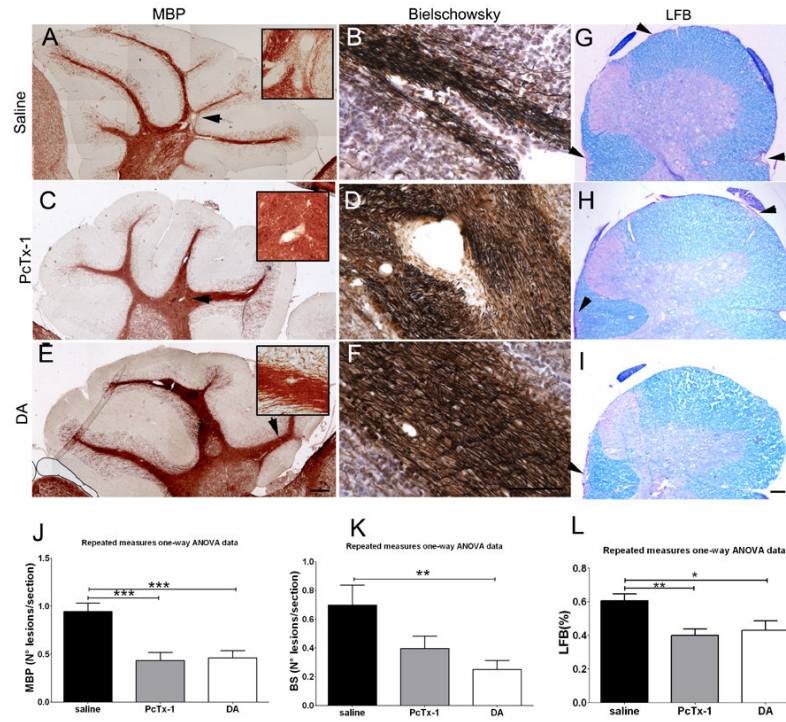 MBP Bielschowsky LFB
A B G
Saline
C D H
PcTx-1
E F I
DA
J K L
Repeated measures one-way ANOVA data
MBP (N° lesions/section)
1.5
1.0
0.5
0.0
***
***
saline PcTx-1 DA
Repeated measures one-way ANOVA data
BS (N° lesions/section)
1.0
0.8
0.6
0.4
0.2
0.0
**
saline PcTx-1 DA
Repeated measures one-way ANOVA data
LFB(%)
0.8
0.6
0.4
0.2
0.0
*
**
saline PcTx-1 DA